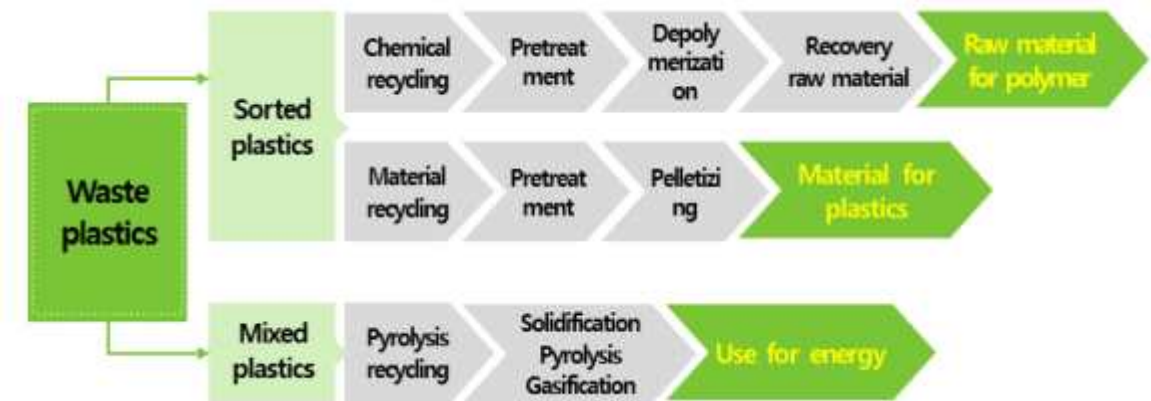 Waste
plastics
Sorted
plastics
Chemical
recycling
Pretreat
ment
Depoly
merizati
on
Recovery
raw material
Raw material
for polymer
Material
recycling
Pretreat
ment
Pelletizi
ng
Material for
plastics
Mixed
plastics
Pyrolysis
recycling
Solidification
Pyrolysis
Gasification
Use for energy